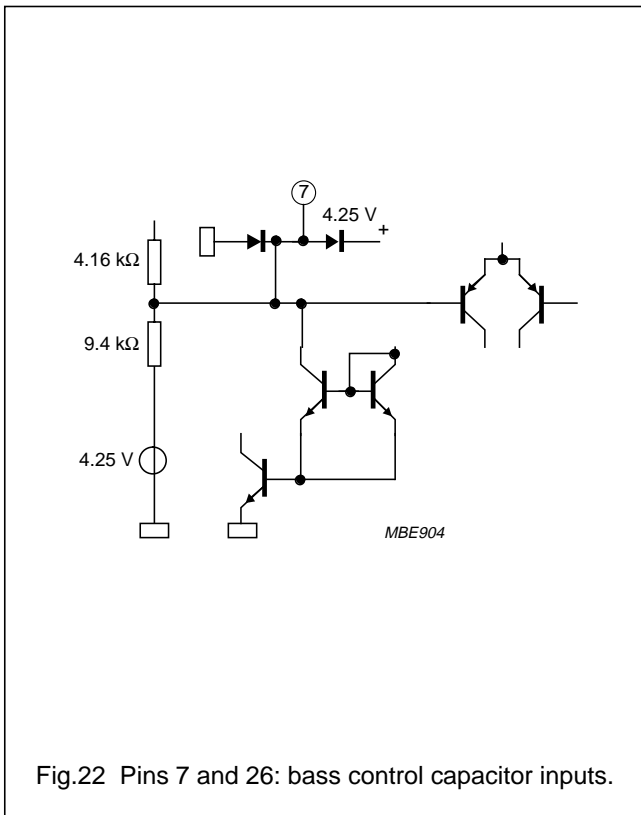 7
4.25 V
+
4.16 kΩ
9.4 kΩ
4.25 V
MBE904
Fig.22 Pins 7 and 26: bass control capacitor inputs.